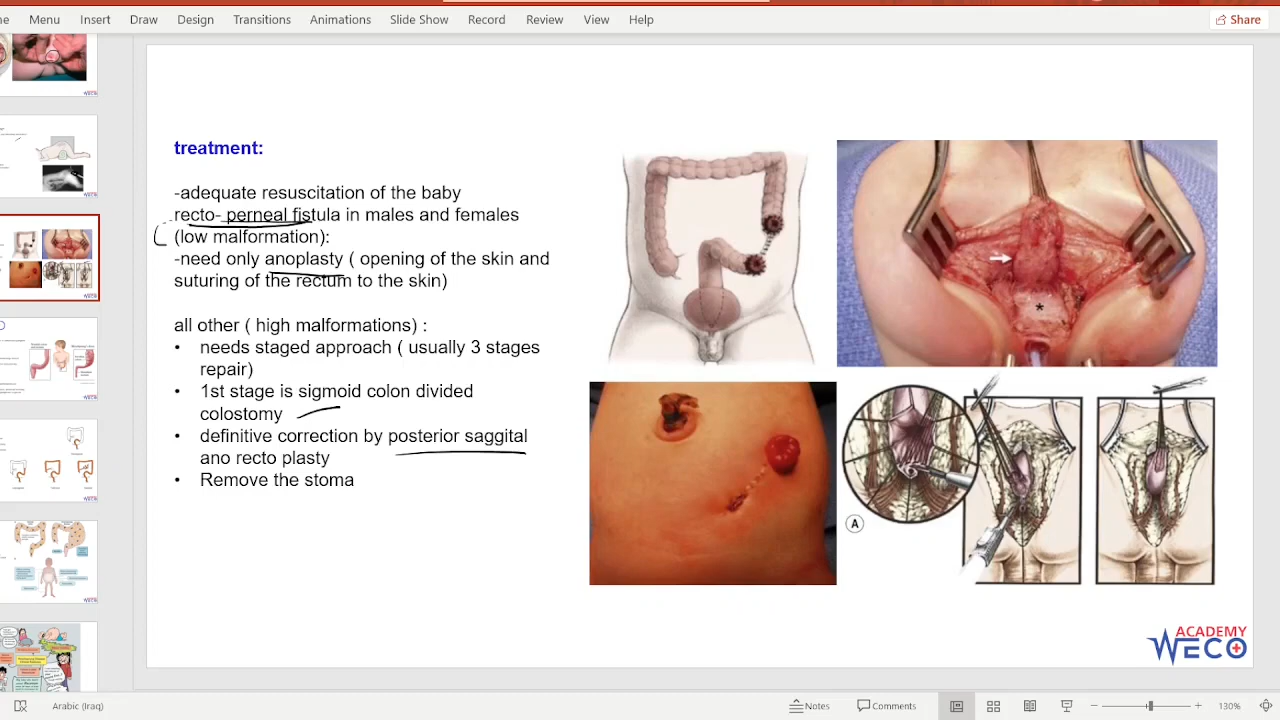 Menu Insert Draw Design Transitions Animations Slide Show Record Review View Help
Share
treatment:
-adequate resuscitation of the baby
recto- perneal fistula in males and females
(low malformation):
-need only anoplasty ( opening of the skin and
suturing of the rectum to the skin)
all other ( high malformations) :
• needs staged approach ( usually 3 stages
repair)
• 1st stage is sigmoid colon divided
colostomy
• definitive correction by posterior saggital
ano recto plasty
• Remove the stoma
*
A
ACADEMY
WECO
Arabic (Iraq)
Notes
Comments
130%